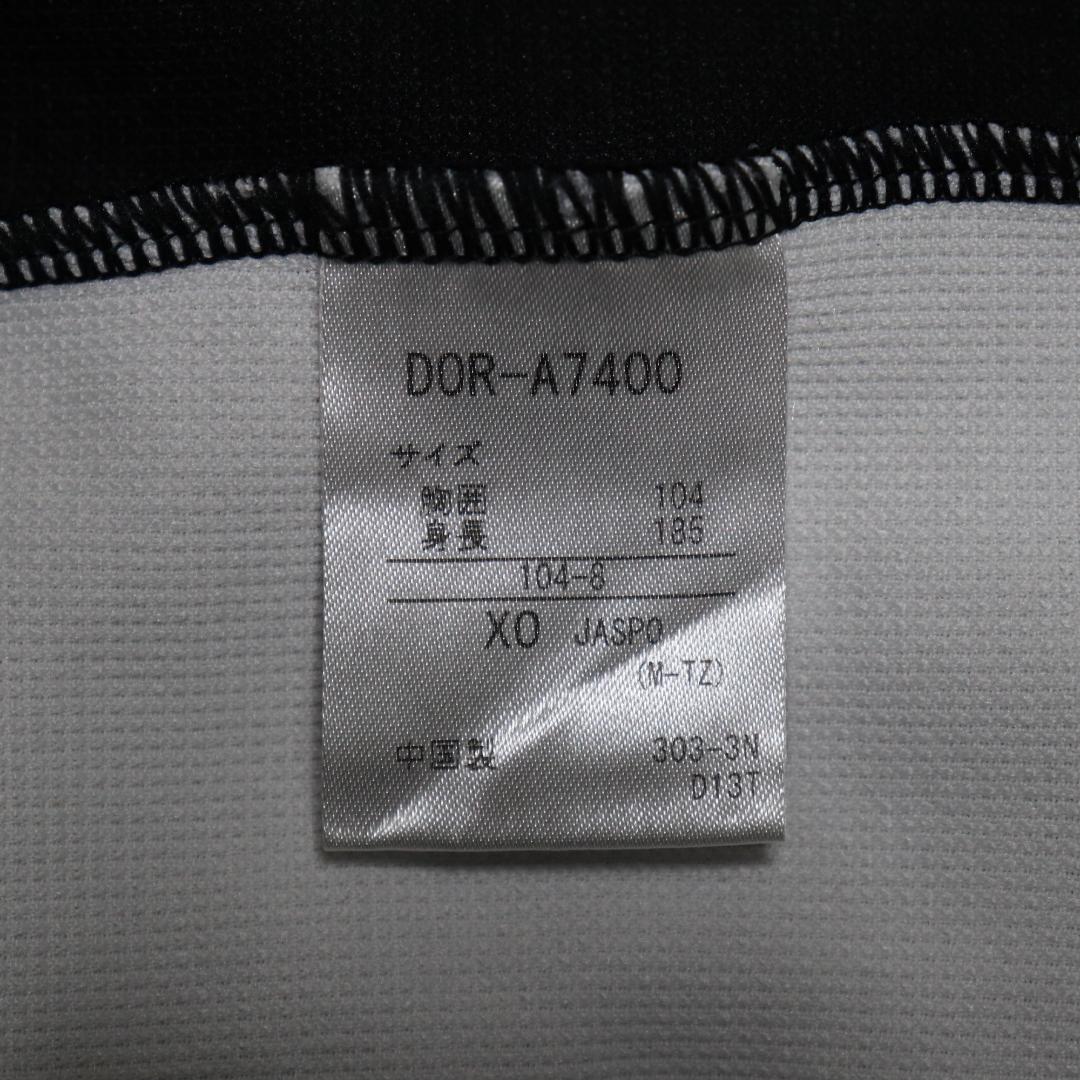 DOR-A7400
サイズ
胸囲 104
身長 185
104-8
XO JASPO
(M-TZ)
中国製 303-3N
D13T